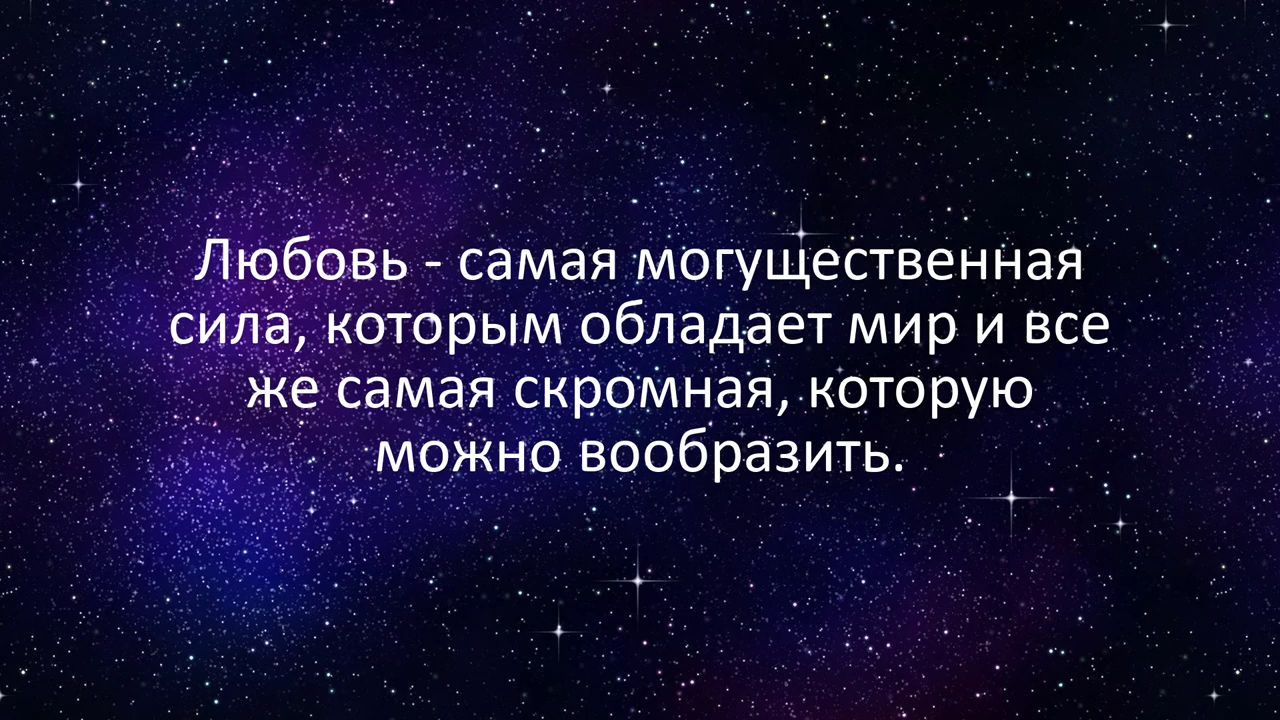 Любовь - самая могущественная
сила, которым обладает мир и все
же самая скромная, которую
можно вообразить.